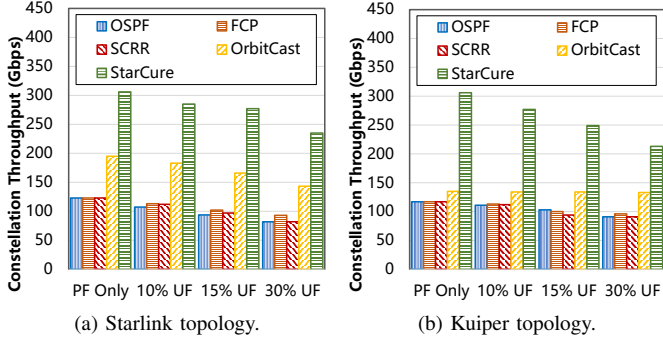 Constellation Throughput (Gbps)
450
400
350
300
250
200
150
100
50
0
OSPF FCP
SCRR OrbitCast
StarCure
PF Only 10% UF 15% UF 30% UF
(a) Starlink topology.
Constellation Throughput (Gbps)
450
400
350
300
250
200
150
100
50
0
OSPF FCP
SCRR OrbitCast
StarCure
PF Only 10% UF 15% UF 30% UF
(b) Kuiper topology.